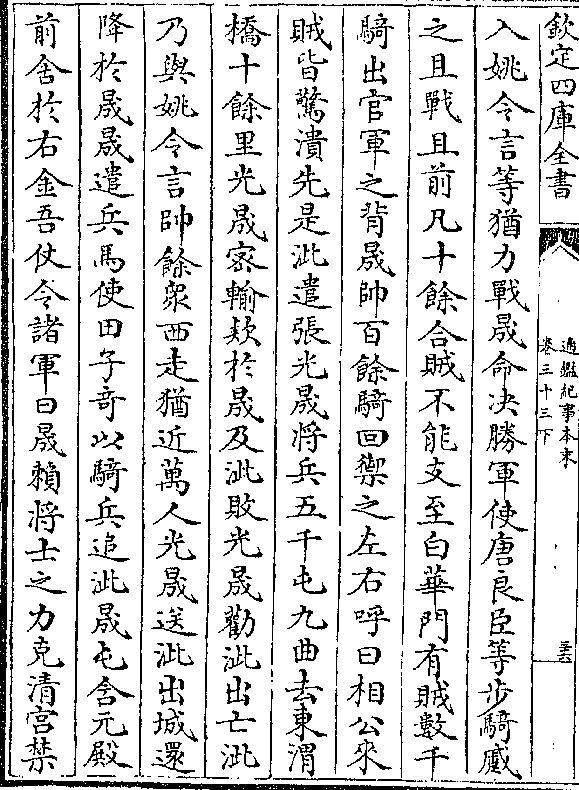 欽定四庫全書
通鑑紀事本末
卷三十三下
三六
入姚令言等猶力戰晟命决勝軍使唐良臣等步騎蹙
之且戰且前凡十餘合賊不能支至白華門有賊數千
騎出官軍之背晟帥百餘騎回禦之左右呼曰相公來
賊皆驚潰先是泚遣張光晟将兵五千屯九曲去東渭
橋十餘里光晟宻輸欵於晟及泚敗光晟勸泚出亡泚
乃與姚令言帥餘衆西走猶近萬人光晟送泚出城還
降於晟晟遣兵馬使田子竒以騎兵追泚晟屯含元殿
前舍於右金吾仗令諸軍曰晟賴将士之力克清宫禁